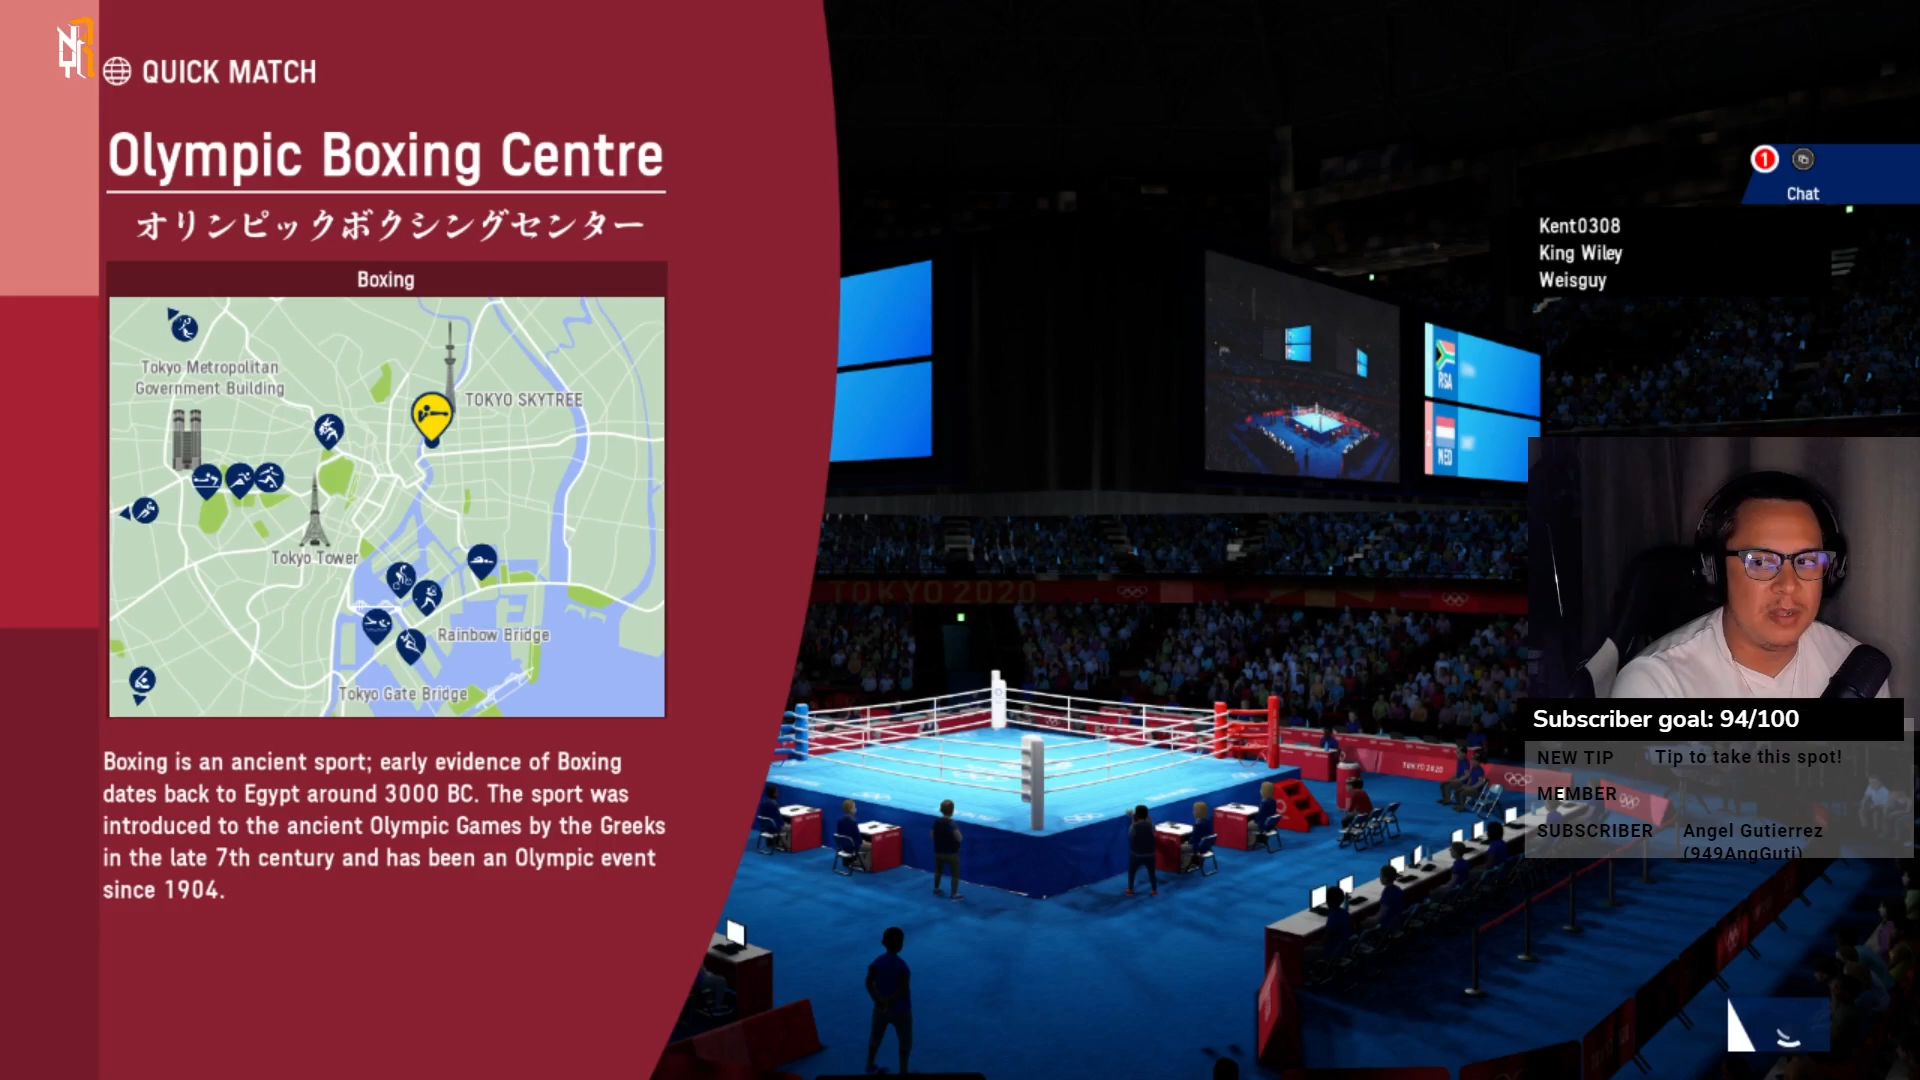 QUICK MATCH
Olympic Boxing Centre
オリンピックボクシングセンター
Boxing
Tokyo Metropolitan
Government Building
TOKYO SKYTREE
Tokyo Tower
Rainbow Bridge
Tokyo Gate Bridge
Boxing is an ancient sport; early evidence of Boxing
dates back to Egypt around 3000 BC. The sport was
introduced to the ancient Olympic Games by the Greeks
in the late 7th century and has been an Olympic event
since 1904.
RSA
NED
TOKYO 2020
TOKYO 2020
1
Chat
Kent0308
King Wiley
Weisguy
Subscriber goal: 94/100
NEW TIP Tip to take this spot!
MEMBER
SUBSCRIBER Angel Gutierrez
(949AngGuti)